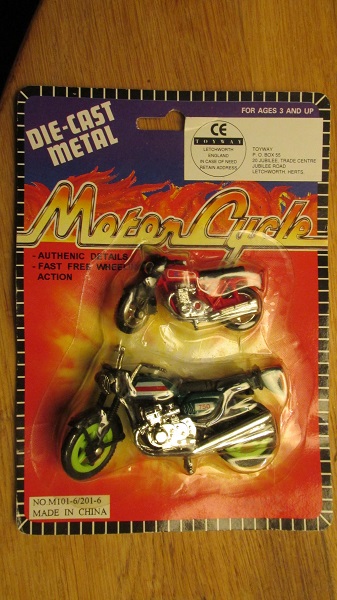 DIE-CAST
METAL
FOR AGES 3 AND UP
CE
TOYWAY
LETCHWORTH
ENGLAND
IN CASE OF NEED
RETAIN ADDRESS
TOYWAY
P. O. BOX 55
20 JUBILEE TRADE CENTRE
JUBILEE ROAD
LETCHWORTH, HERTS.
Motor Cycle
- AUTHENIC DETAILS
- FAST FREE WHEEL
ACTION
NO.M101-6/201-6
MADE IN CHINA